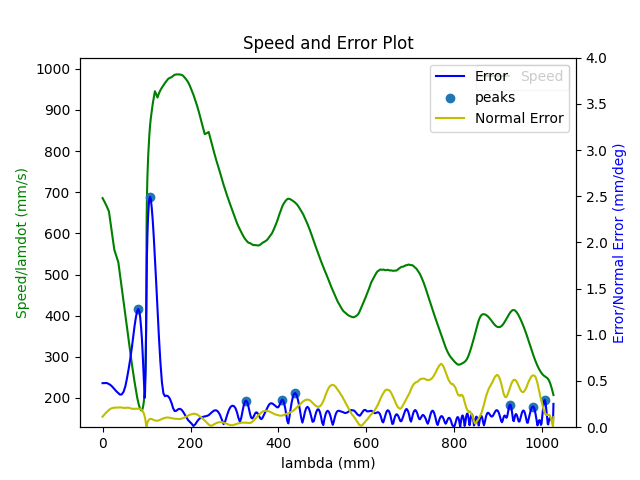 Speed and Error Plot
Speed/lamdot (mm/s)
1000
900
800
700
600
500
400
300
200
Error
Speed
peaks
Normal Error
4.0
3.5
3.0
2.5
2.0
1.5
1.0
0.5
0.0
Error/Normal Error (mm/deg)
0 200 400 600 800 1000
lambda (mm)